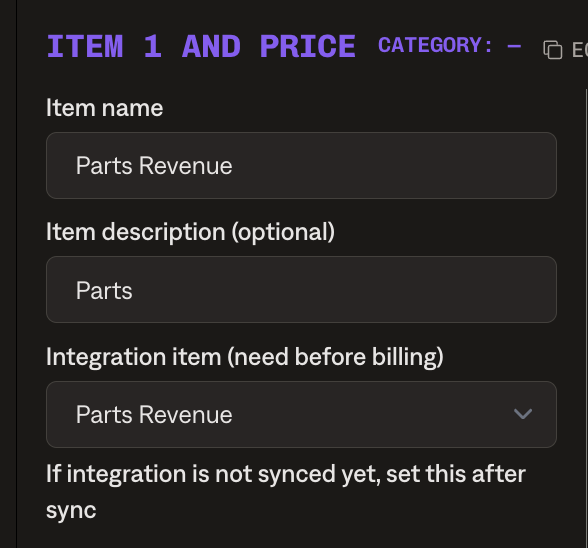 ITEM 1 AND PRICE CATEGORY: –
Item name
Parts Revenue
Item description (optional)
Parts
Integration item (need before billing)
Parts Revenue
If integration is not synced yet, set this after
sync